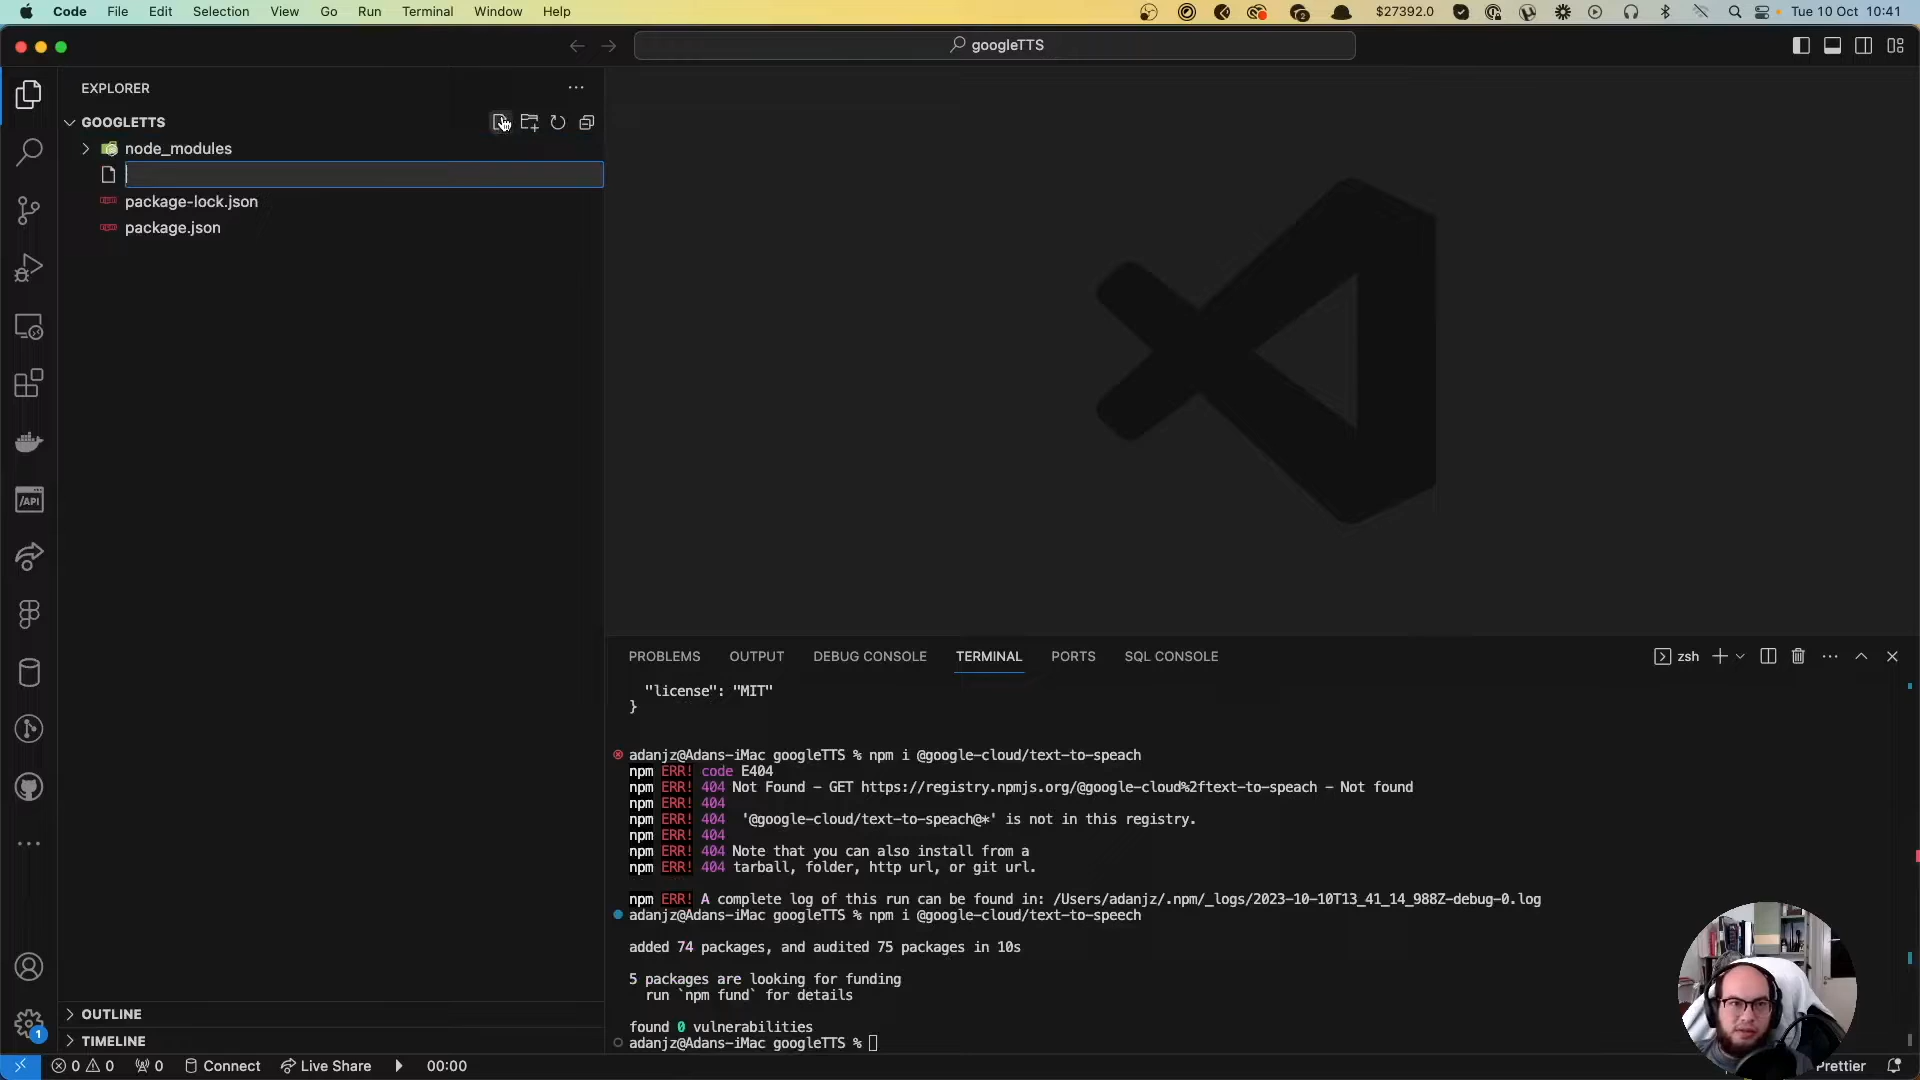 Code File Edit Selection View Go Run Terminal Window Help $27392.0 Tue 10 Oct 10:41
googleTTS
EXPLORER
GOOGLETTS
node_modules
package-lock.json
package.json
/API
PROBLEMS OUTPUT DEBUG CONSOLE TERMINAL PORTS SQL CONSOLE zsh
"license": "MIT"
}
adanjz@Adans-iMac googleTTS % npm i @google-cloud/text-to-speach
npm ERR! code E404
npm ERR! 404 Not Found - GET https://registry.npmjs.org/@google-cloud%2ftext-to-speach - Not found
npm ERR! 404
npm ERR! 404 '@google-cloud/text-to-speach@*' is not in this registry.
npm ERR! 404
npm ERR! 404 Note that you can also install from a
npm ERR! 404 tarball, folder, http url, or git url.
npm ERR! A complete log of this run can be found in: /Users/adanjz/.npm/_logs/2023-10-10T13_41_14_988Z-debug-0.log
adanjz@Adans-iMac googleTTS % npm i @google-cloud/text-to-speech
added 74 packages, and audited 75 packages in 10s
5 packages are looking for funding
run `npm fund` for details
found 0 vulnerabilities
adanjz@Adans-iMac googleTTS %
OUTLINE
1
TIMELINE
0 0 0 Connect Live Share 00:00 Prettier